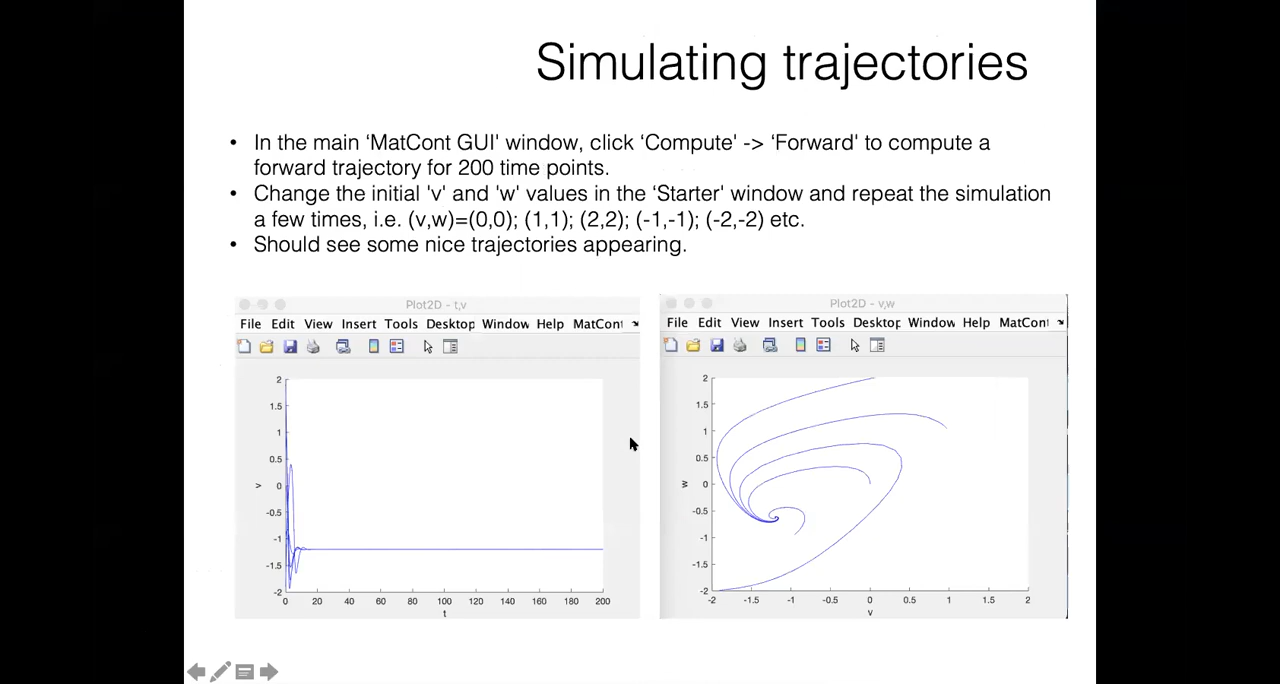 Simulating trajectories
• In the main ‘MatCont GUI' window, click ‘Compute' -> ‘Forward' to compute a
forward trajectory for 200 time points.
• Change the initial 'v' and 'w' values in the ‘Starter' window and repeat the simulation
a few times, i.e. (v,w)=(0,0); (1,1); (2,2); (-1,-1); (-2,-2) etc.
• Should see some nice trajectories appearing.
Plot2D - t,v
File Edit View Insert Tools Desktop Window Help MatCont
2
1.5
1
0.5
0
-0.5
-1
-1.5
-2
v
0 20 40 60 80 100 120 140 160 180 200
t
Plot2D - v,w
File Edit View Insert Tools Desktop Window Help MatCont
2
1.5
1
0.5
0
-0.5
-1
-1.5
-2
w
-2 -1.5 -1 -0.5 0 0.5 1 1.5 2
v